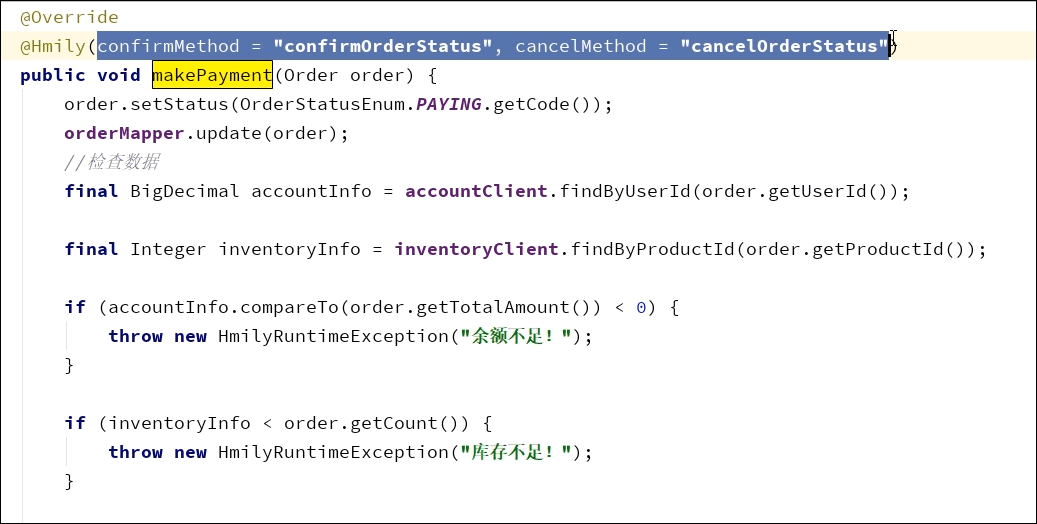 @Override
@Hmily(confirmMethod = "confirmOrderStatus", cancelMethod = "cancelOrderStatus")
public void makePayment(Order order) {
order.setStatus(OrderStatusEnum.PAYING.getCode());
orderMapper.update(order);
//检查数据
final BigDecimal accountInfo = accountClient.findByUserId(order.getUserId());
final Integer inventoryInfo = inventoryClient.findByProductId(order.getProductId());
if (accountInfo.compareTo(order.getTotalAmount()) < 0) {
throw new HmilyRuntimeException("余额不足！");
}
if (inventoryInfo < order.getCount()) {
throw new HmilyRuntimeException("库存不足！");
}